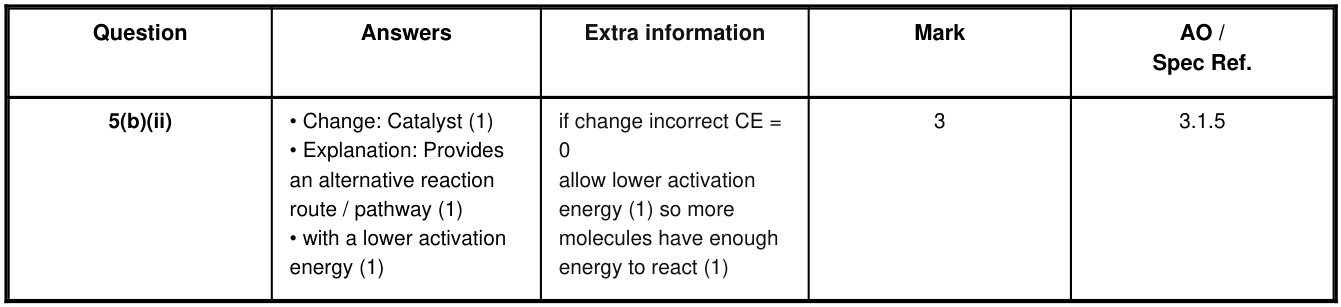 Question
Answers
Extra information
Mark
AO /
Spec Ref.
5(b)(ii)
• Change: Catalyst (1)
• Explanation: Provides
an alternative reaction
route / pathway (1)
• with a lower activation
energy (1)
if change incorrect CE =
0
allow lower activation
energy (1) so more
molecules have enough
energy to react (1)
3
3.1.5